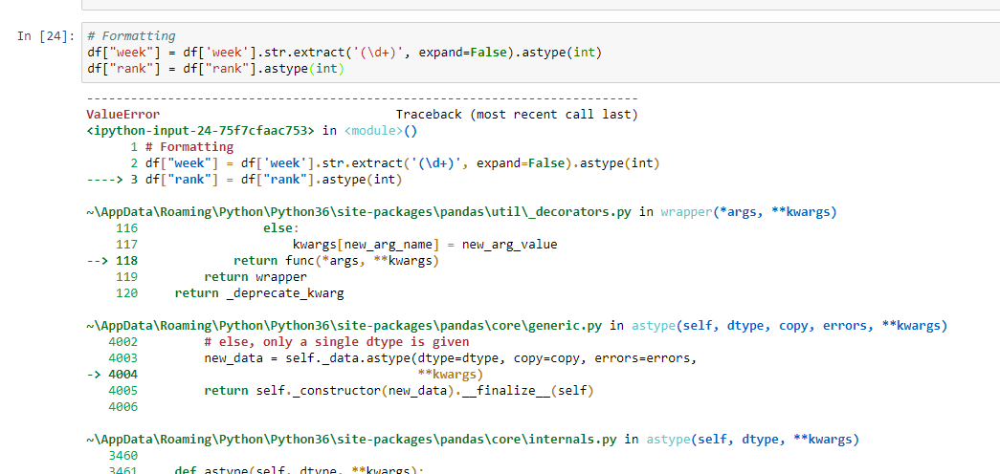 In [24]: # Formatting
df["week"] = df['week'].str.extract('(\d+)', expand=False).astype(int)
df["rank"] = df["rank"].astype(int)
---------------------------------------------------------------------------
ValueError                                Traceback (most recent call last)
<ipython-input-24-75f7cfaac753> in <module>()
      1 # Formatting
      2 df["week"] = df['week'].str.extract('(\d+)', expand=False).astype(int)
----> 3 df["rank"] = df["rank"].astype(int)
~\AppData\Roaming\Python\Python36\site-packages\pandas\util\_decorators.py in wrapper(*args, **kwargs)
    116                 else:
    117                     kwargs[new_arg_name] = new_arg_value
--> 118             return func(*args, **kwargs)
    119         return wrapper
    120     return _deprecate_kwarg
~\AppData\Roaming\Python\Python36\site-packages\pandas\core\generic.py in astype(self, dtype, copy, errors, **kwargs)
   4002         # else, only a single dtype is given
   4003         new_data = self._data.astype(dtype=dtype, copy=copy, errors=errors,
-> 4004                                      **kwargs)
   4005         return self._constructor(new_data).__finalize__(self)
   4006
~\AppData\Roaming\Python\Python36\site-packages\pandas\core\internals.py in astype(self, dtype, **kwargs)
   3460
   3461     def astype(self, dtype, **kwargs):